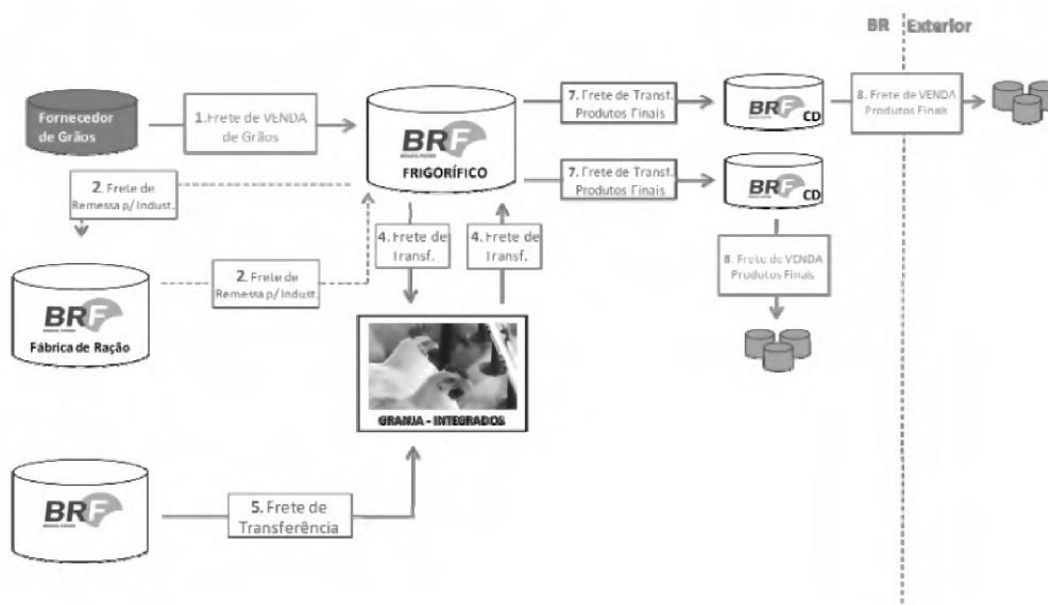 BR Exterior
Fornecedor
de Grãos
1. Frete de VENDA
de Grãos
BRF
FRIGORÍFICO
7. Frete de Transf.
Produtos Finais
BRF
CD
8. Frete de VENDA
Produtos Finais
7. Frete de Transf.
Produtos Finais
BRF
CD
2. Frete de
Remessa p/ Indust.
4. Frete de
Transf.
4. Frete de
Transf.
8. Frete de VENDA
Produtos Finais
BRF
Fábrica de Ração
2. Frete de
Remessa p/ Indust.
GRANJA - INTEGRADOS
BRF
5. Frete de
Transferência